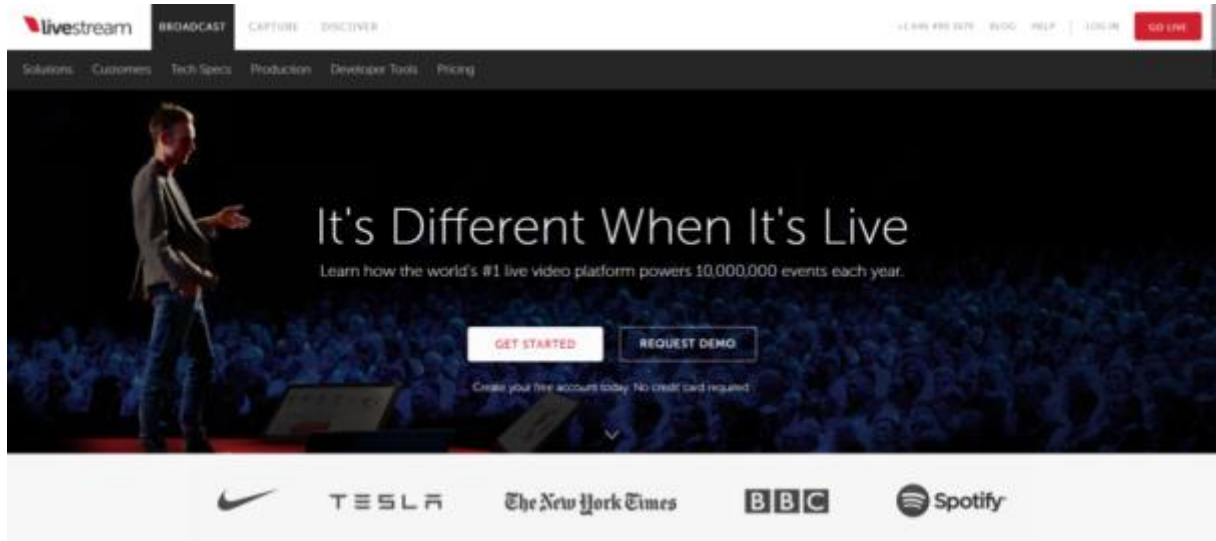 livestream
BROADCAST
CAPTURE
DISCOVER
BLOG
HELP
LOG IN
GO LIVE
Solutions
Customers
Tech Specs
Production
Developer Tools
Pricing
It's Different When It's Live
Learn how the world's #1 live video platform powers 10,000,000 events each year.
GET STARTED
REQUEST DEMO
Create your free account today. No credit card required
TESLA
The New York Times
BBC
Spotify